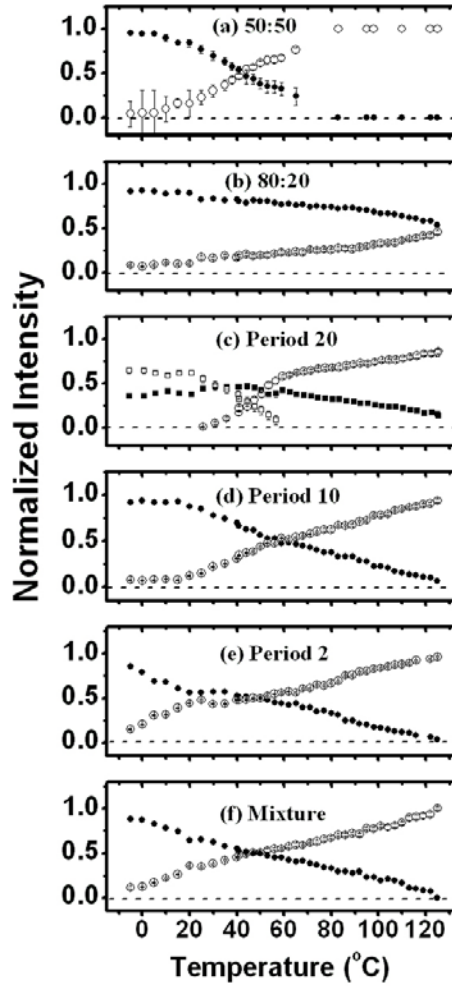 (a) 50:50
1.0
0.5
0.0
(b) 80:20
1.0
0.5
0.0
(c) Period 20
1.0
0.5
0.0
(d) Period 10
1.0
0.5
0.0
(e) Period 2
1.0
0.5
0.0
(f) Mixture
1.0
0.5
0.0
0 20 40 60 80 100 120
Temperature (°C)
Normalized Intensity